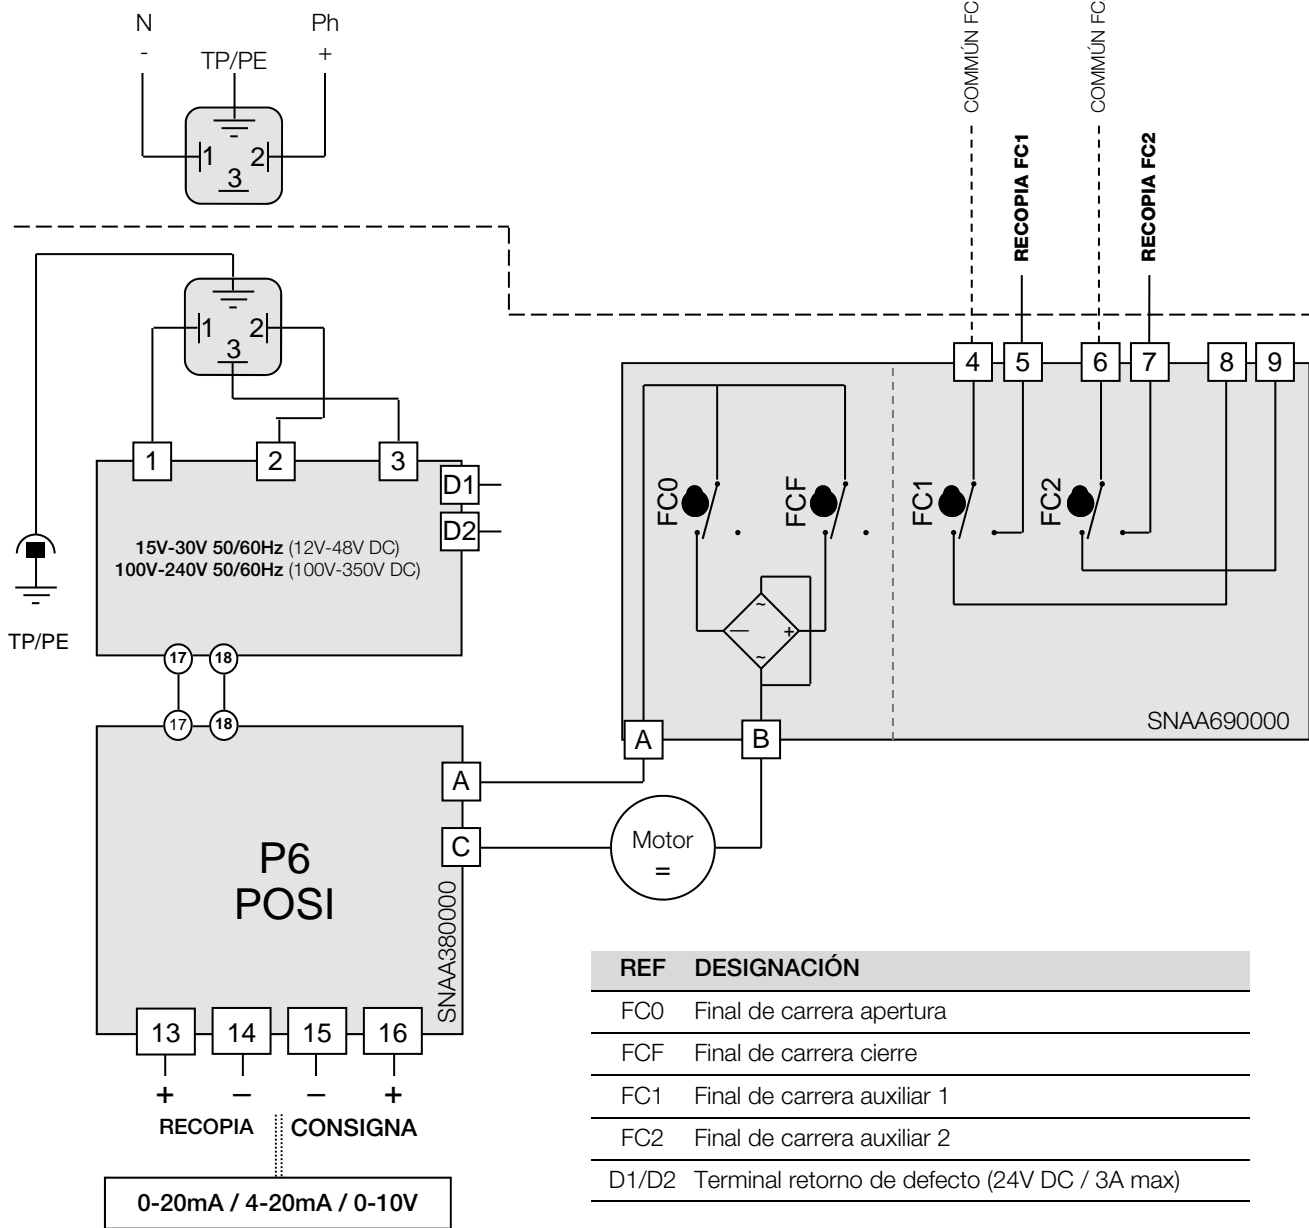 N
Ph
-
TP/PE
+
1
2
3
COMMÚN FC
RECOPIA FC1
COMMÚN FC
RECOPIA FC2
1
2
3
4
5
6
7
8
9
1
2
3
D1
D2
15V-30V 50/60Hz (12V-48V DC)
100V-240V 50/60Hz (100V-350V DC)
TP/PE
17
18
17
18
FC0
FCF
FC1
FC2
~
—
+
~
SNAA690000
A
B
A
C
Motor
=
P6
POSI
SNAA380000
13
14
15
16
+
–
–
+
RECOPIA
CONSIGNA
0-20mA / 4-20mA / 0-10V
REF DESIGNACIÓN
FC0 Final de carrera apertura
FCF Final de carrera cierre
FC1 Final de carrera auxiliar 1
FC2 Final de carrera auxiliar 2
D1/D2 Terminal retorno de defecto (24V DC / 3A max)